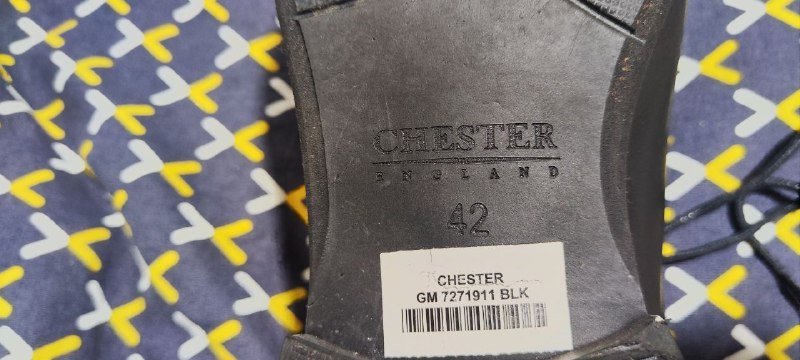 CHESTER
ENGLAND
42
CHESTER
GM 7271911 BLK